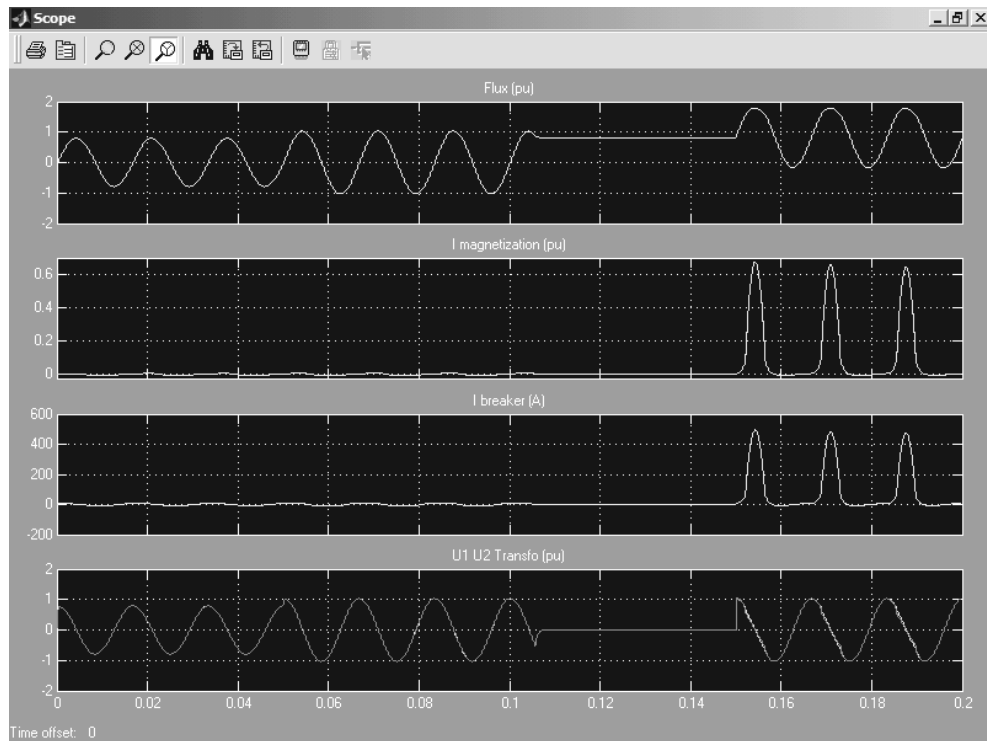 Scope
Flux (pu)
2
1
0
-1
-2
I magnetization (pu)
0.6
0.4
0.2
0
I breaker (A)
600
400
200
0
-200
U1 U2 Transfo (pu)
2
1
0
-1
-2
0 0.02 0.04 0.06 0.08 0.1 0.12 0.14 0.16 0.18 0.2
Time offset: 0